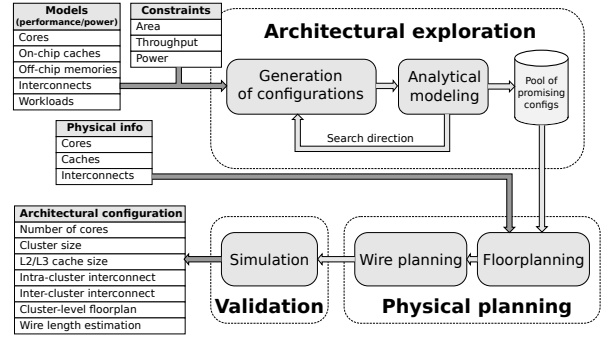 Models
(performance/power)
Cores
On-chip caches
Off-chip memories
Interconnects
Workloads
Constraints
Area
Throughput
Power
Architectural exploration
Generation
of configurations
Analytical
modeling
Pool of
promising
configs
Search direction
Physical info
Cores
Caches
Interconnects
Architectural configuration
Number of cores
Cluster size
L2/L3 cache size
Intra-cluster interconnect
Inter-cluster interconnect
Cluster-level floorplan
Wire length estimation
Simulation
Validation
Wire planning
Floorplanning
Physical planning